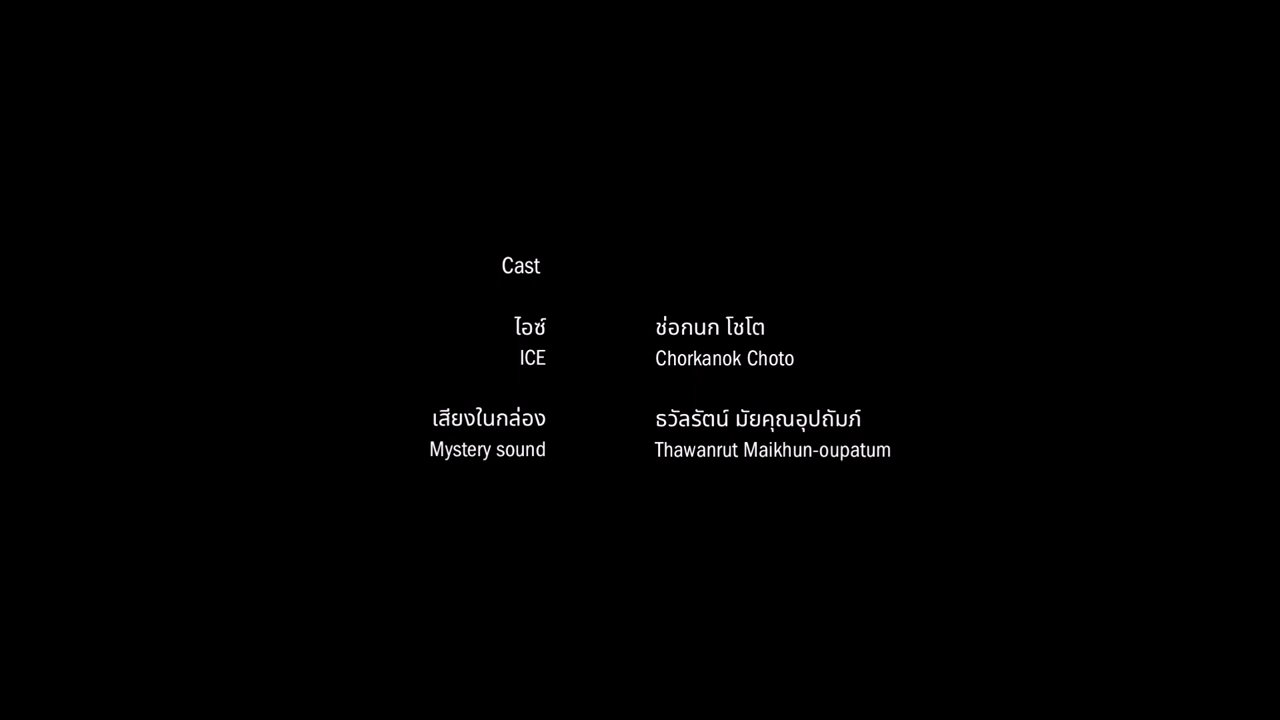 Cast
ไอซ์ ช่อกนก โชโต
ICE Chorkanok Choto
เสียงในกล่อง ธวัลรัตน์ มัยคุณอุปถัมภ์
Mystery sound Thawanrut Maikhun-oupatum